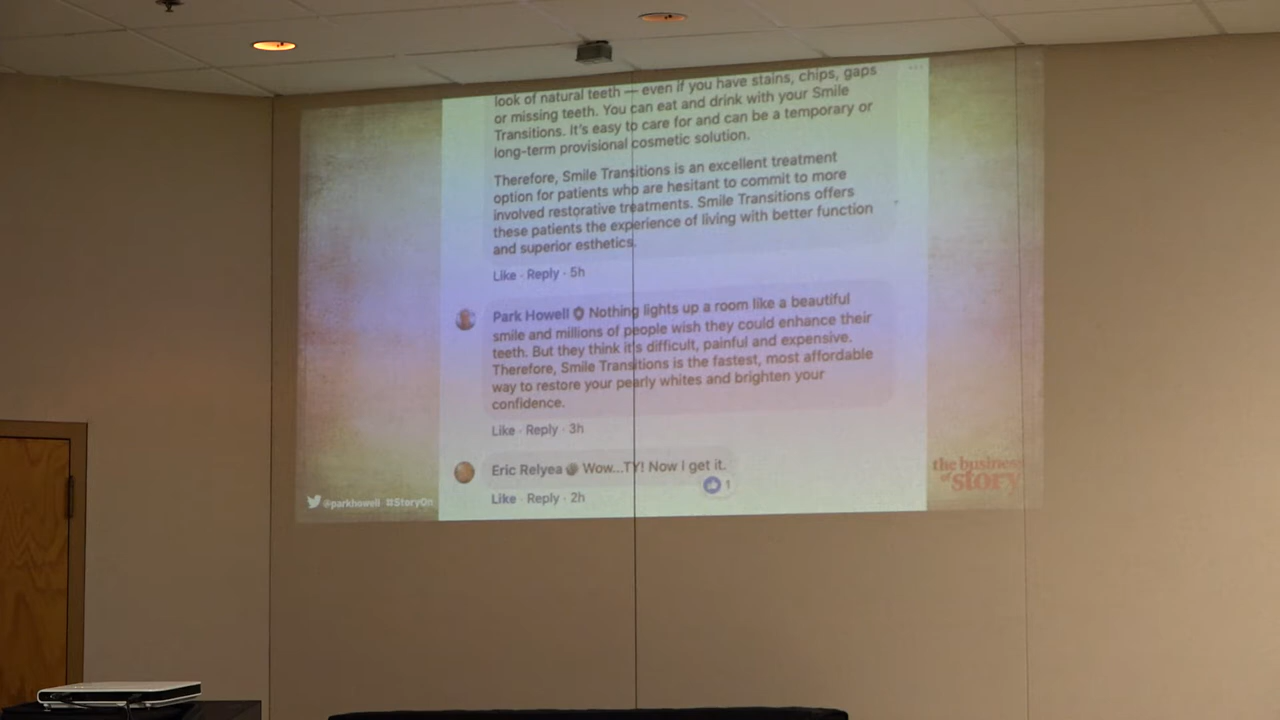 look of natural teeth — even if you have stains, chips, gaps
or missing teeth. You can eat and drink with your Smile
Transitions. It's easy to care for and can be a temporary or
long-term provisional cosmetic solution.
Therefore, Smile Transitions is an excellent treatment
option for patients who are hesitant to commit to more
involved restorative treatments. Smile Transitions offers
these patients the experience of living with better function
and superior esthetics.
Like · Reply · 5h
Park Howell Nothing lights up a room like a beautiful
smile and millions of people wish they could enhance their
teeth. But they think it's difficult, painful and expensive.
Therefore, Smile Transitions is the fastest, most affordable
way to restore your pearly whites and brighten your
confidence.
Like · Reply · 3h
Eric Relyea Wow...TY! Now I get it.
1
Like · Reply · 2h
@parkhowell #StoryOn
the business
of story